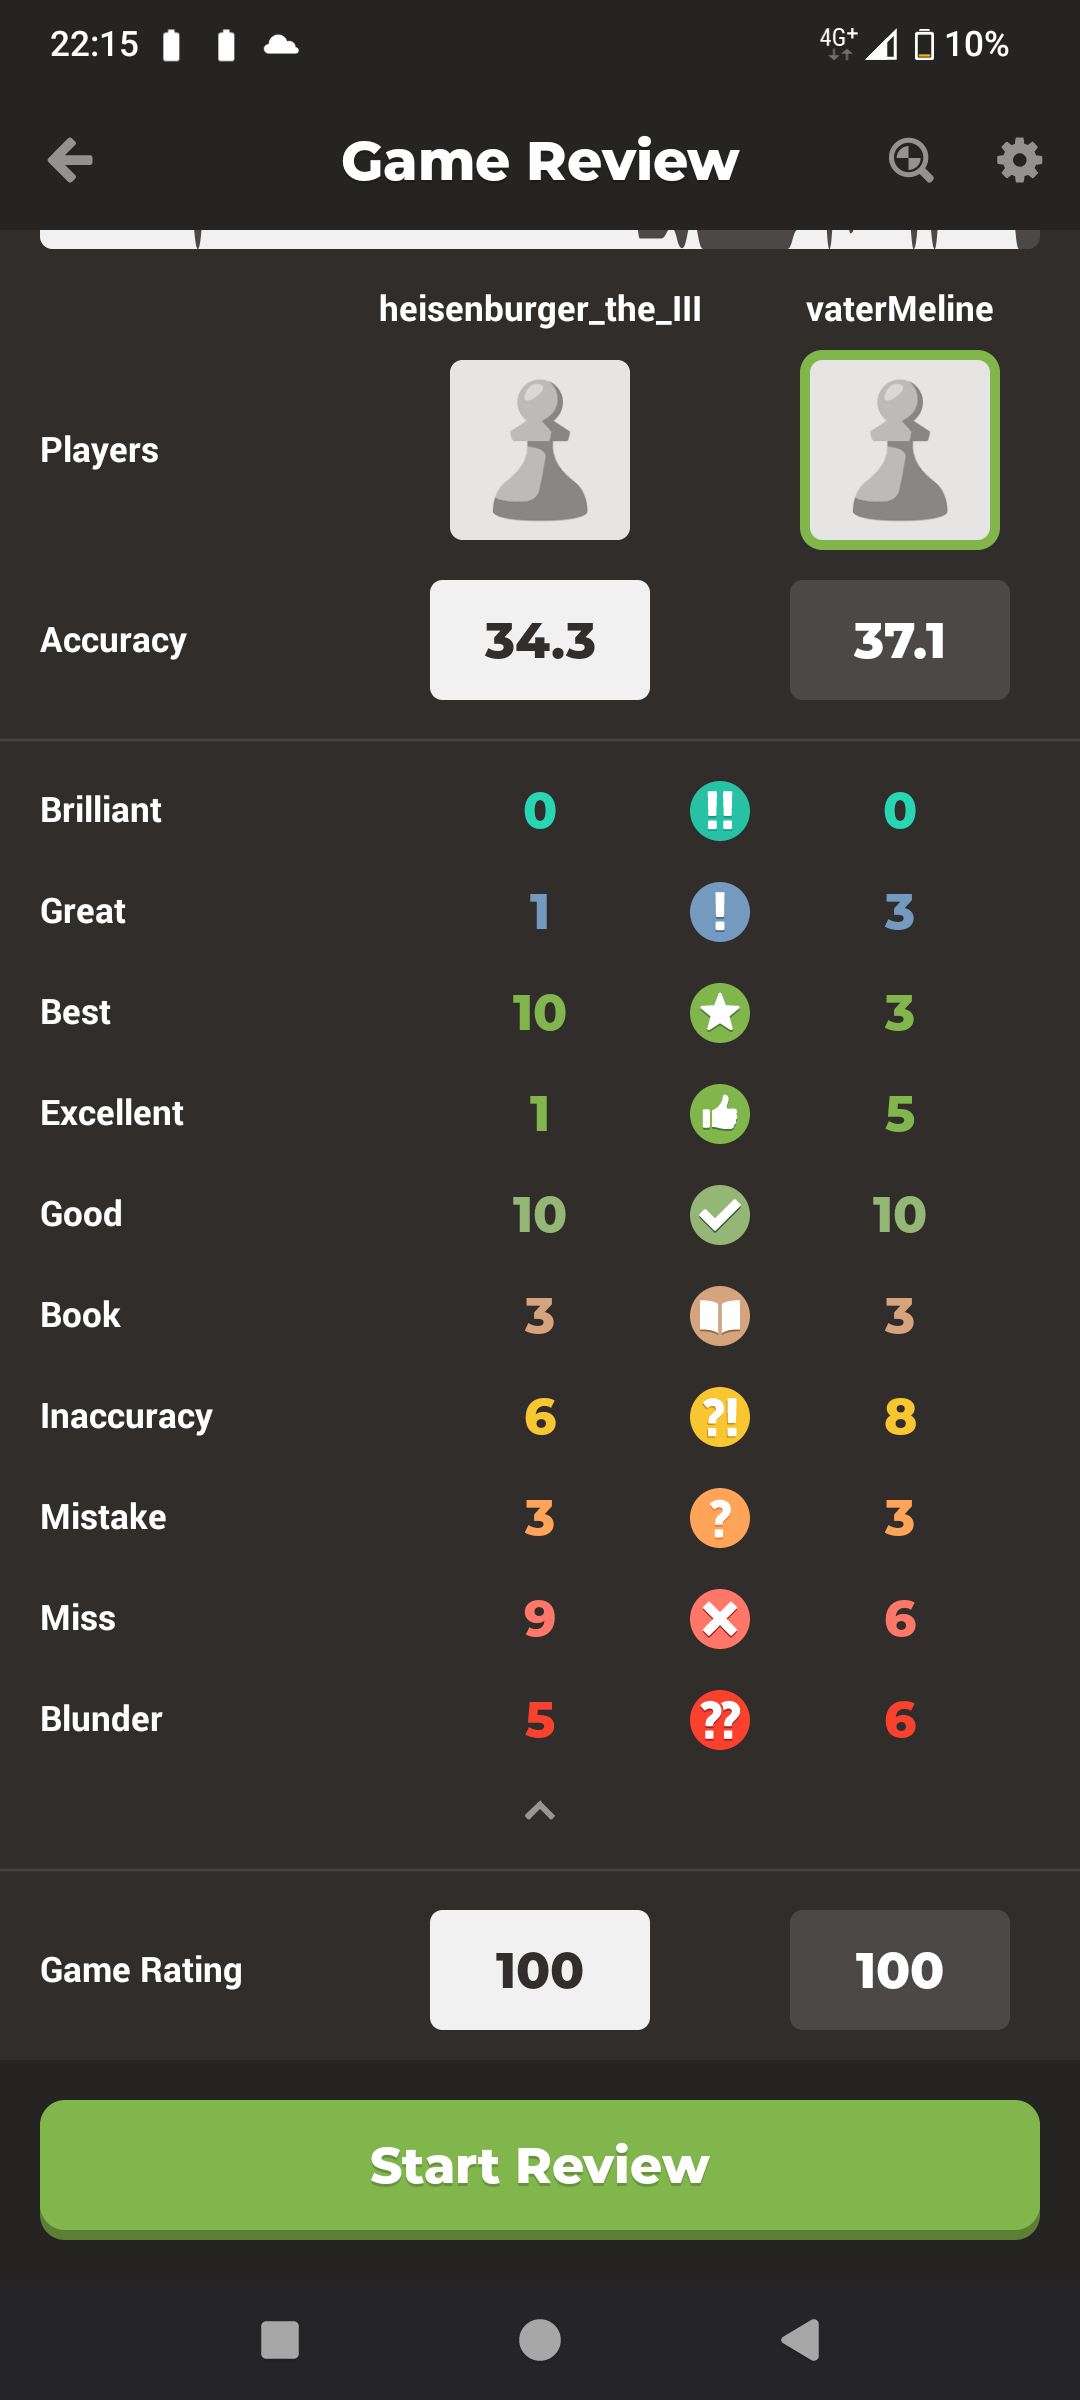 22:15 4G+ 10%
Game Review
heisenburger_the_III vaterMeline
Players
Accuracy 34.3 37.1
Brilliant 0 !! 0
Great 1 ! 3
Best 10 3
Excellent 1 5
Good 10 10
Book 3 3
Inaccuracy 6 ?! 8
Mistake 3 ? 3
Miss 9 6
Blunder 5 ?? 6
Game Rating 100 100
Start Review